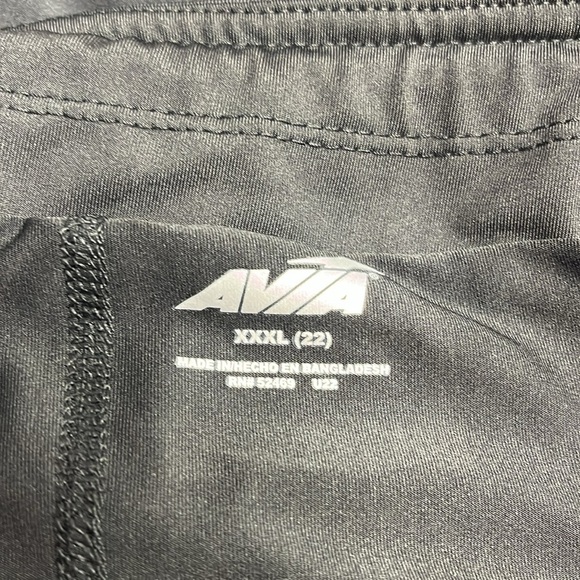 AVIA
XXXL (22)
MADE IN/HECHO EN BANGLADESH
RN# 52469 U22